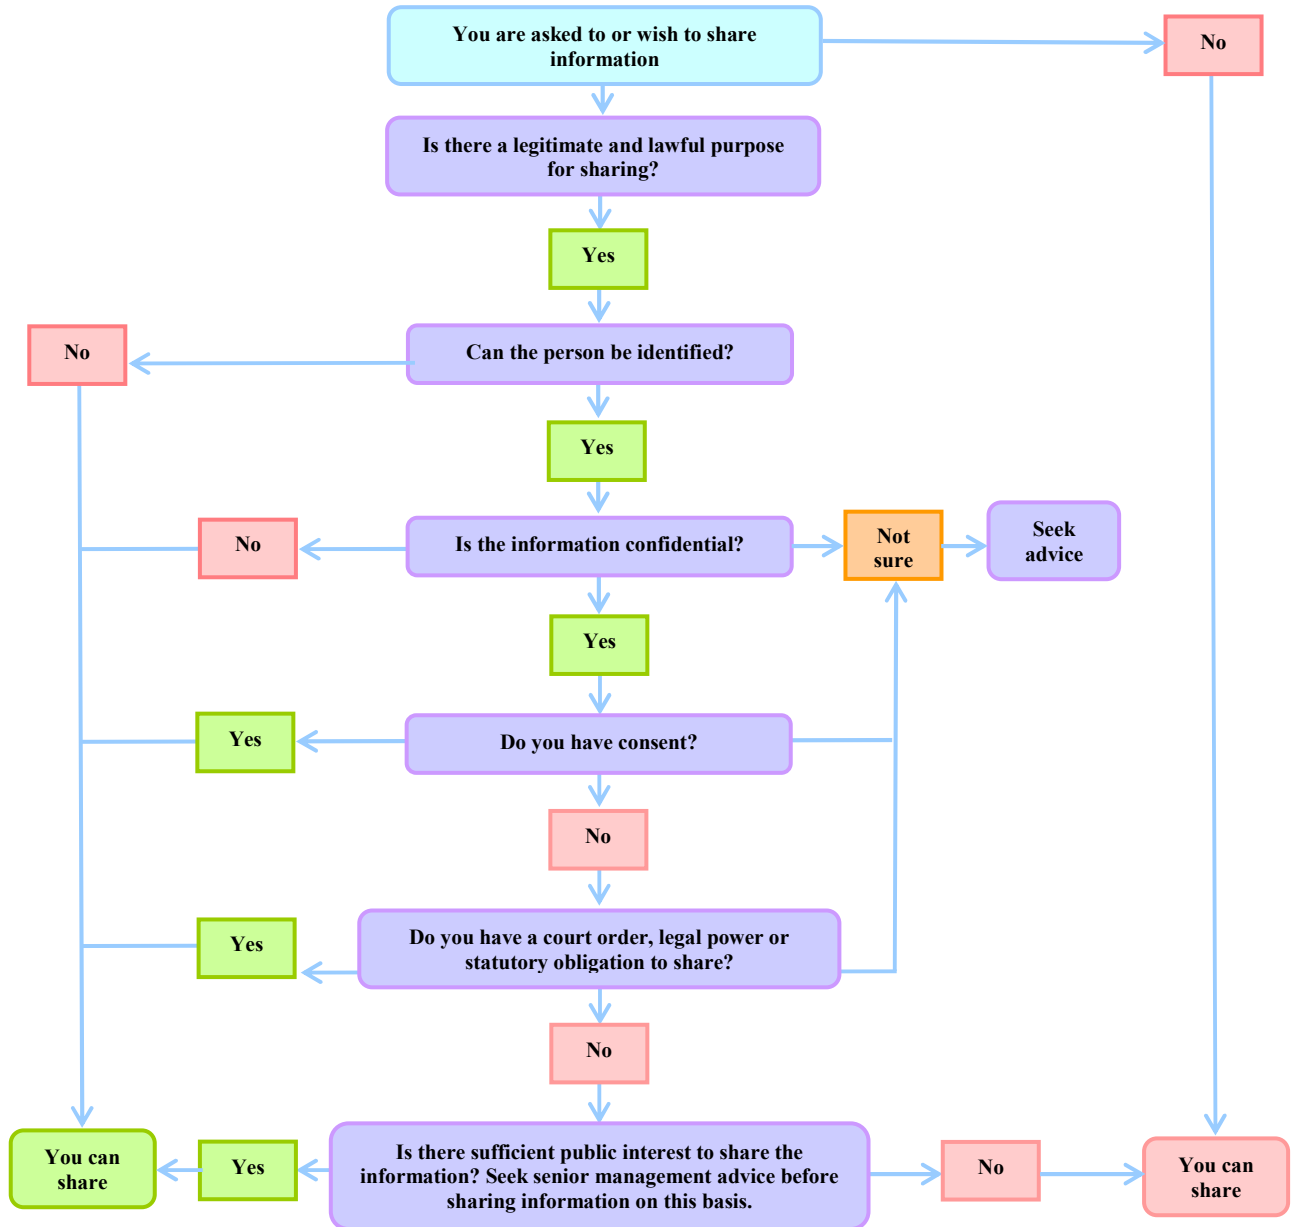 You are asked to or wish to share
information
No
Is there a legitimate and lawful purpose
for sharing?
Yes
No
Can the person be identified?
Yes
No
Is the information confidential?
Not
sure
Seek
advice
Yes
Yes
Do you have consent?
No
Yes
Do you have a court order, legal power or
statutory obligation to share?
No
You can
share
Yes
Is there sufficient public interest to share the
information? Seek senior management advice before
sharing information on this basis.
No
You can
share